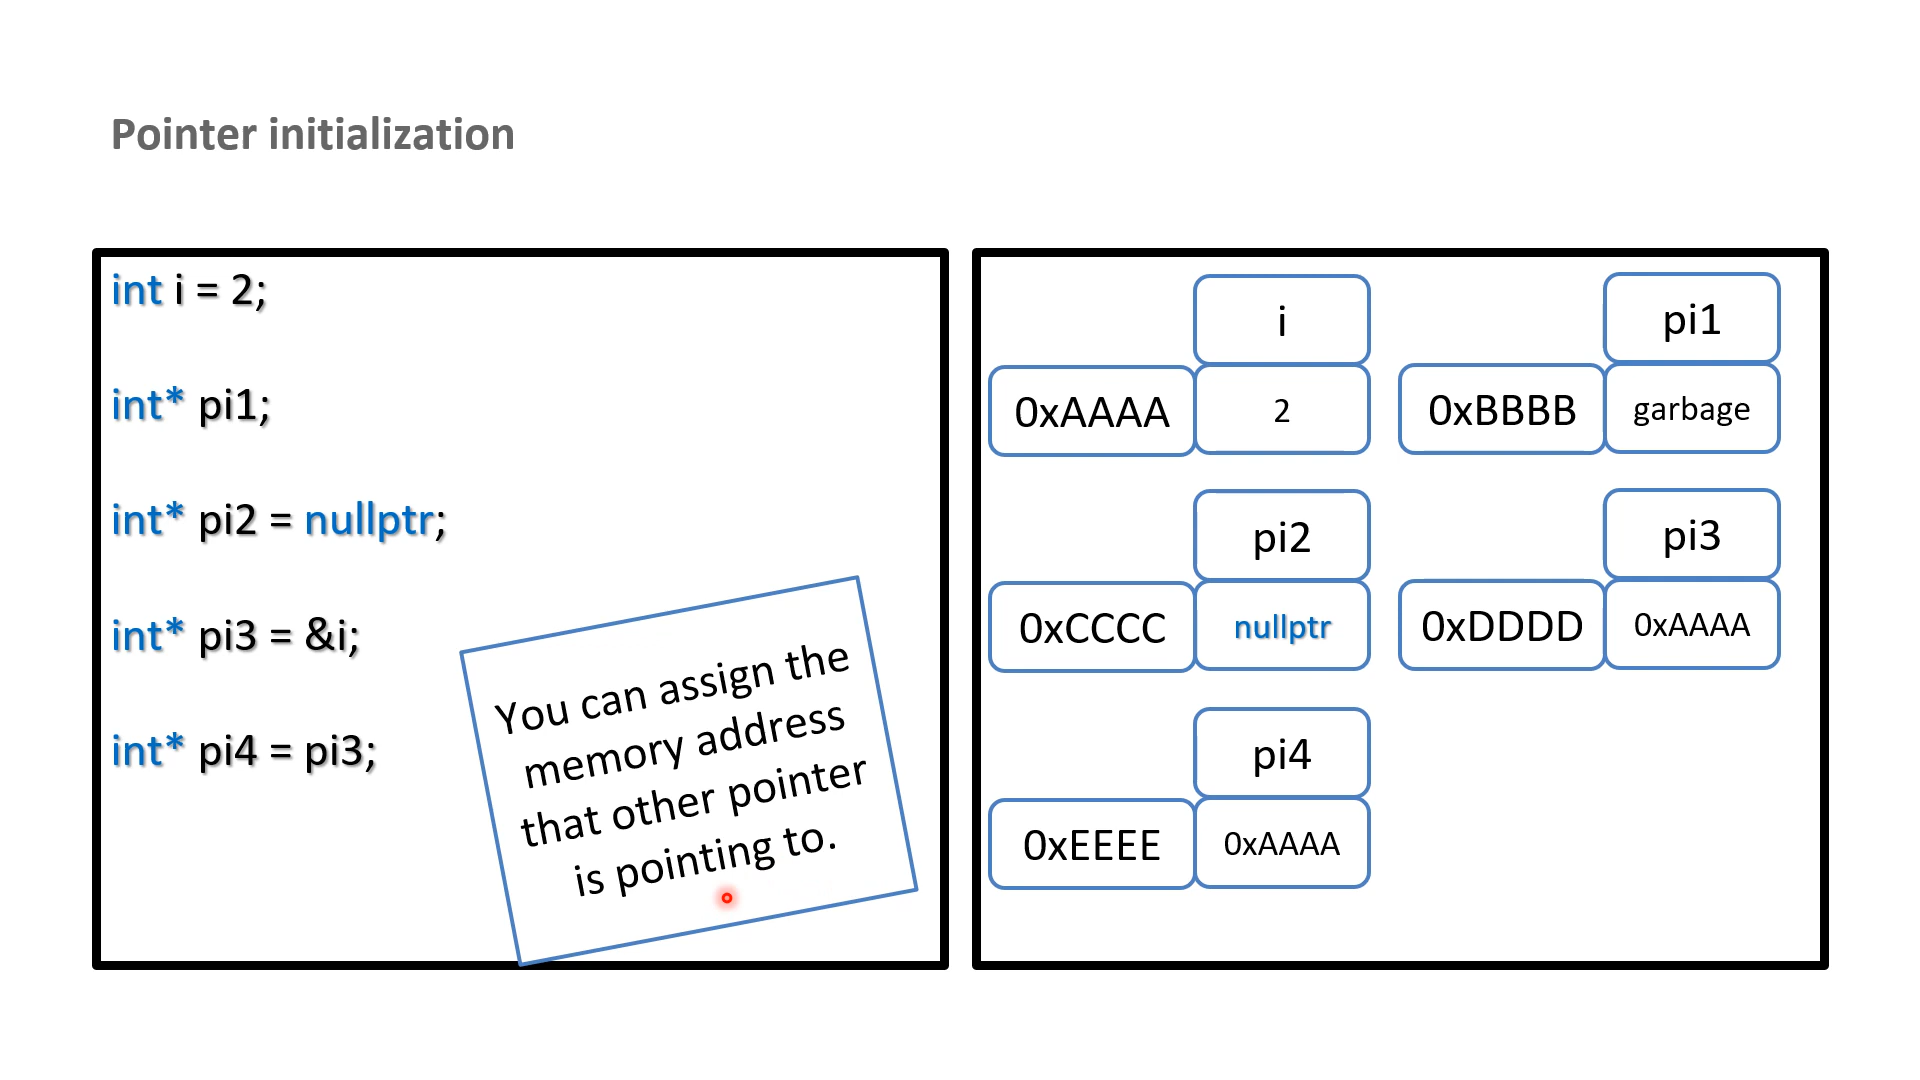 Pointer initialization
int i = 2;
int* pi1;
int* pi2 = nullptr;
int* pi3 = &i;
int* pi4 = pi3;
You can assign the
memory address
that other pointer
is pointing to.
i
0xAAAA 2
pi1
0xBBBB garbage
pi2
0xCCCC nullptr
pi3
0xDDDD 0xAAAA
pi4
0xEEEE 0xAAAA